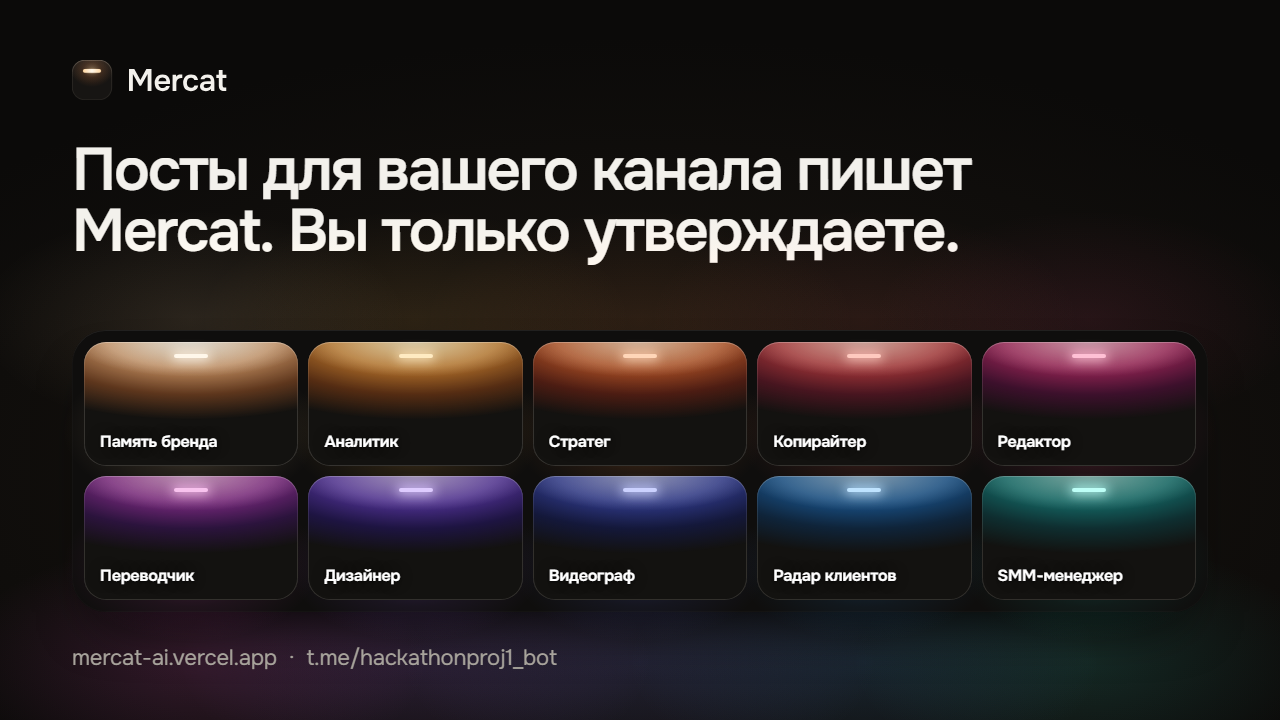 Mercat
Посты для вашего канала пишет
Mercat. Вы только утверждаете.
Память бренда
Аналитик
Стратег
Копирайтер
Редактор
Переводчик
Дизайнер
Видеограф
Радар клиентов
SMM-менеджер
mercat-ai.vercel.app · t.me/hackathonproj1_bot